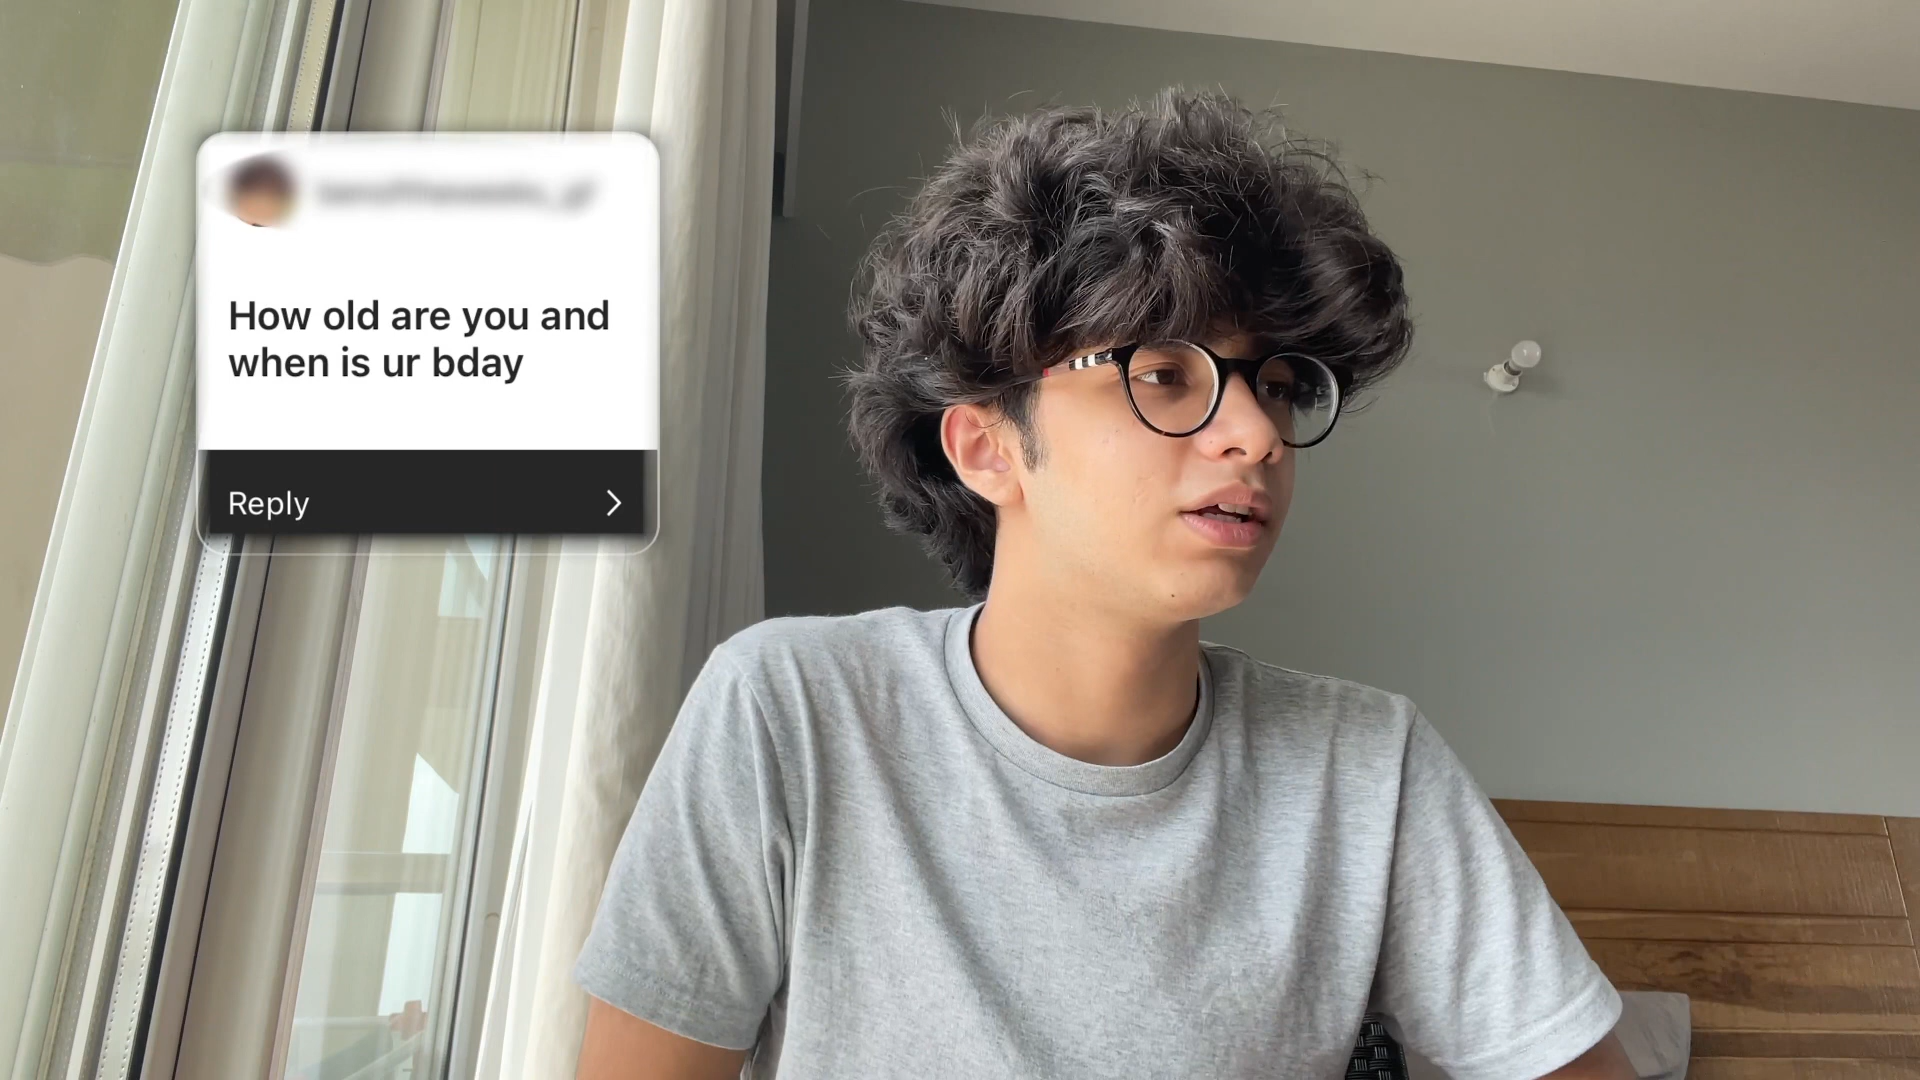 How old are you and
when is ur bday
Reply